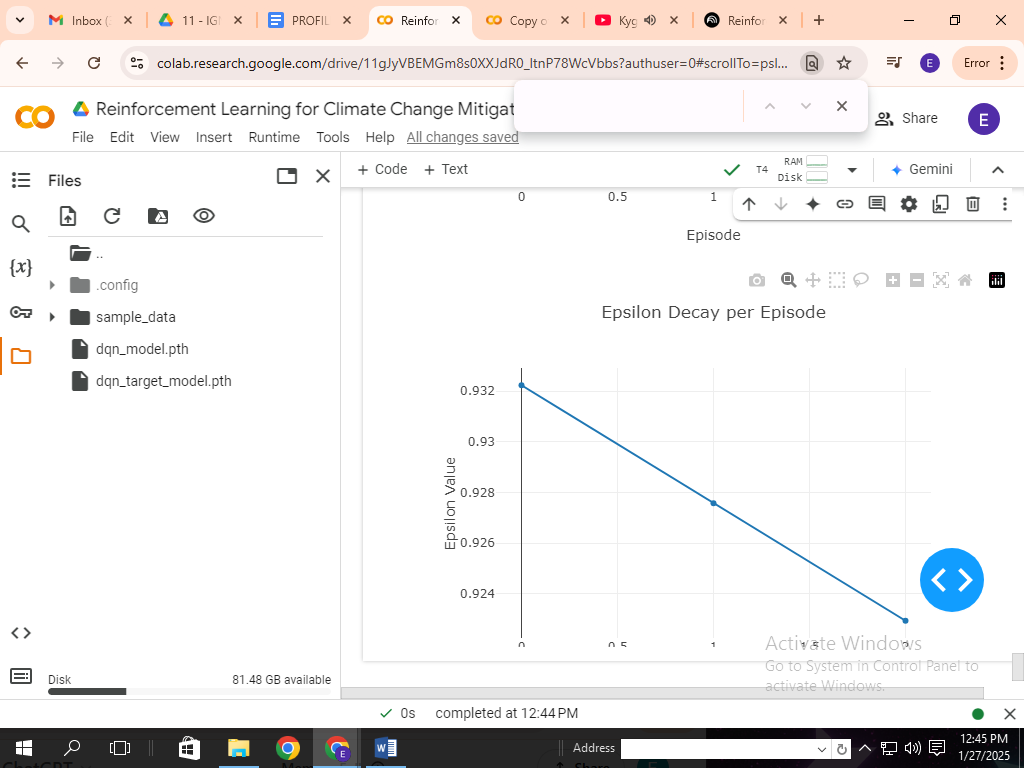 Inbox (
11 - IG
PROFIL
Reinfor
Copy o
Kyg
Reinfor
colab.research.google.com/drive/11gJyVBEMGm8s0XXJdR0_ltnP78WcVbbs?authuser=0#scrollTo=psl...
E
Error
Reinforcement Learning for Climate Change Mitigat
File Edit View Insert Runtime Tools Help All changes saved
Share
E
Files
+ Code + Text
T4
RAM
Disk
Gemini
0 0.5 1
Episode
..
.config
sample_data
dqn_model.pth
dqn_target_model.pth
{x}
Epsilon Decay per Episode
0.932
0.93
0.928
0.926
0.924
Epsilon Value
0 0.5 1 1.5 2
Activate Windows
Go to System in Control Panel to
activate Windows.
Disk 81.48 GB available
0s completed at 12:44 PM
Address
12:45 PM
1/27/2025